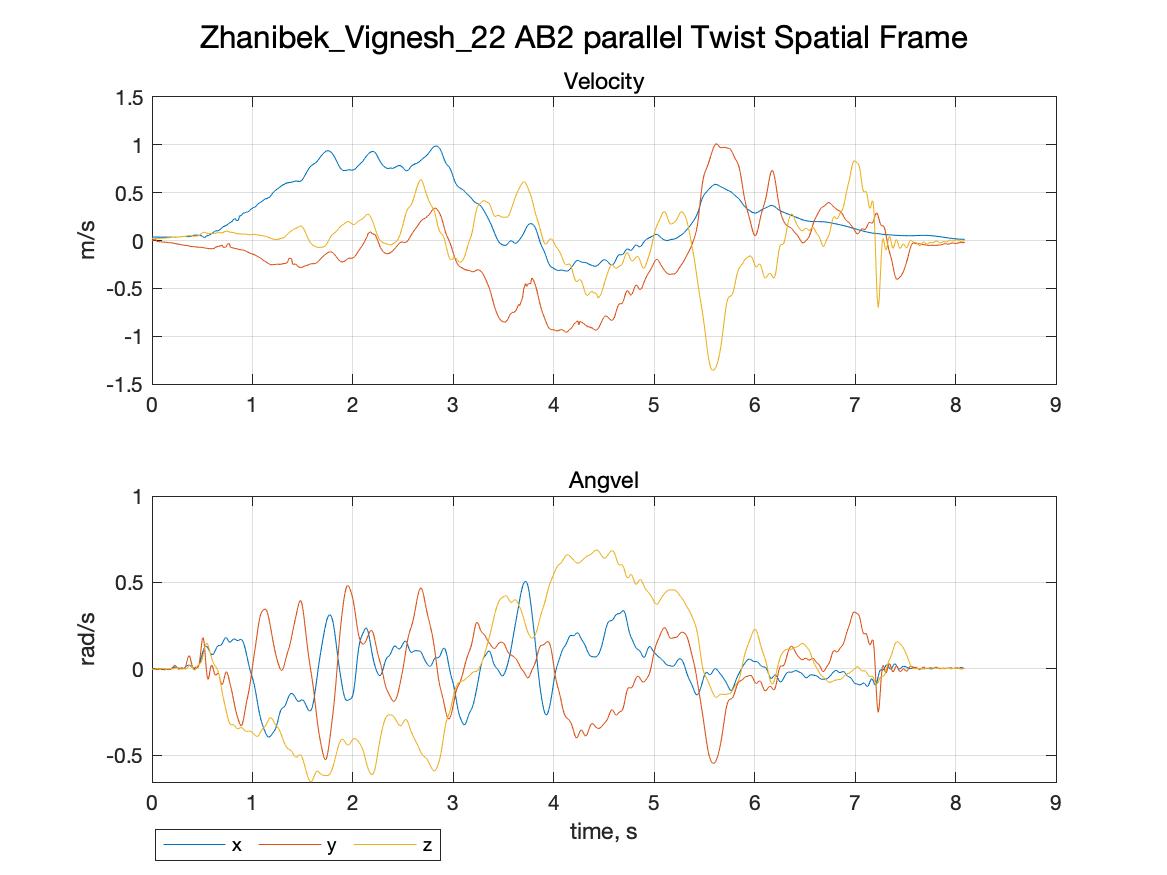 Zhanibek_Vignesh_22 AB2 parallel Twist Spatial Frame
Velocity
1.5
1
0.5
0
-0.5
-1
-1.5
m/s
0 1 2 3 4 5 6 7 8 9
Angvel
1
0.5
0
-0.5
rad/s
0 1 2 3 4 5 6 7 8 9
time, s
x y z